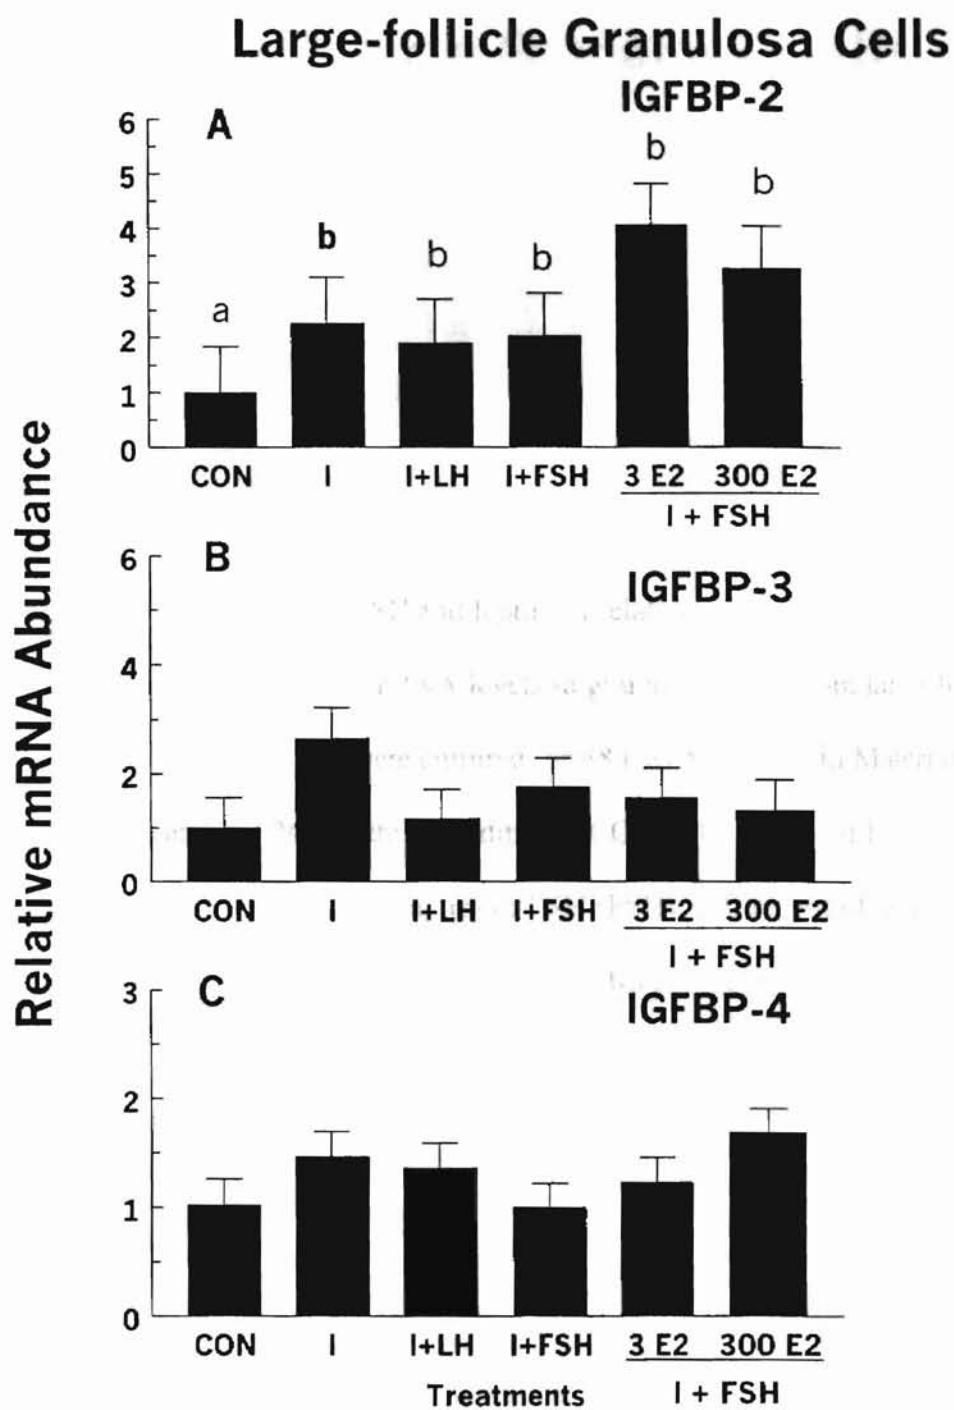 Large-follicle Granulosa Cells
IGFBP-2
A
6
5
4
3
2
1
0
a
b
b
b
b
b
CON I I+LH I+FSH 3 E2 300 E2
I + FSH
Relative mRNA Abundance
B
IGFBP-3
6
4
2
0
CON I I+LH I+FSH 3 E2 300 E2
I + FSH
C
IGFBP-4
3
2
1
0
CON I I+LH I+FSH 3 E2 300 E2
Treatments I + FSH